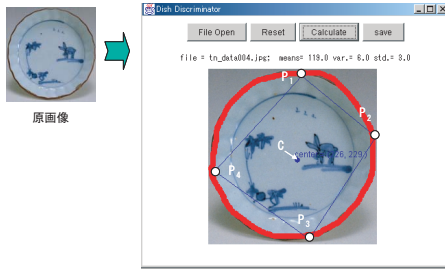 原画像
Dish Discriminator
File Open Reset Calculate save
file = tn_data004.jpg: means= 119.0 var.= 6.0 std.= 3.0
P1
P2
C
P4
P3